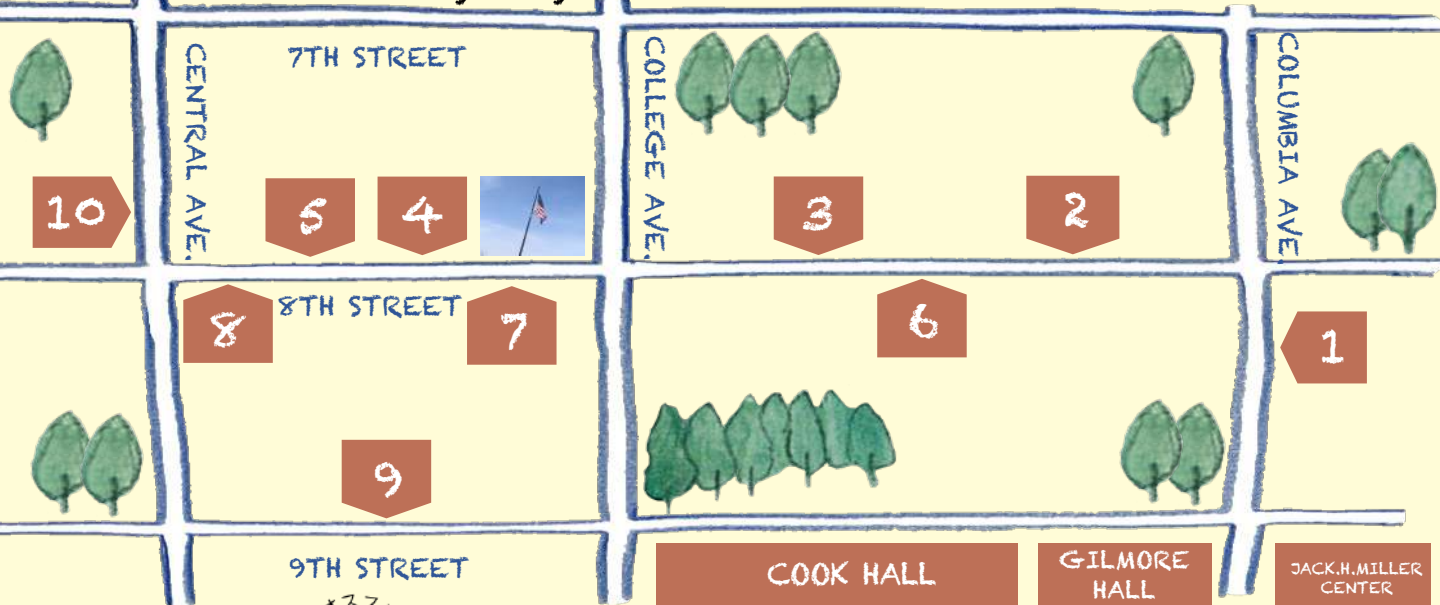 7TH STREET
CENTRAL AVE.
COLLEGE AVE.
COLUMBIA AVE.
10
5
4
3
2
8TH STREET
8
7
6
1
9
9TH STREET
COOK HALL
GILMORE
HALL
JACK.H.MILLER
CENTER